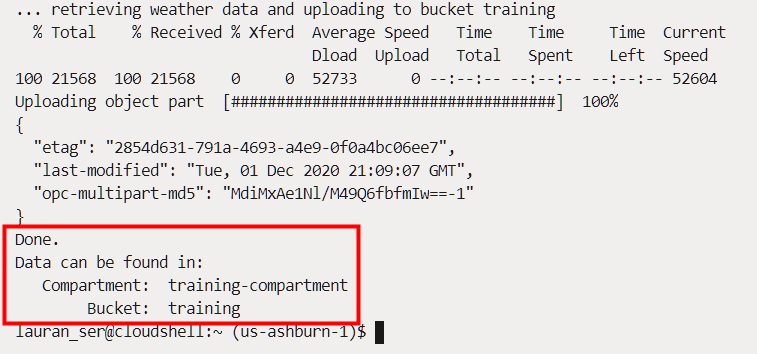 ... retrieving weather data and uploading to bucket training
  % Total    % Received % Xferd  Average Speed   Time    Time     Time  Current
                                 Dload  Upload   Total   Spent    Left  Speed
100 21568  100 21568    0     0  52733      0 --:--:-- --:--:-- --:--:-- 52604
Uploading object part  [####################################]  100%
{
  "etag": "2854d631-791a-4693-a4e9-0f0a4bc06ee7",
  "last-modified": "Tue, 01 Dec 2020 21:09:07 GMT",
  "opc-multipart-md5": "MdiMxAe1Nl/M49Q6fbfmIw==-1"
}
Done.
Data can be found in:
   Compartment:  training-compartment
        Bucket:  training
lauran_ser@cloudshell:~ (us-ashburn-1)$